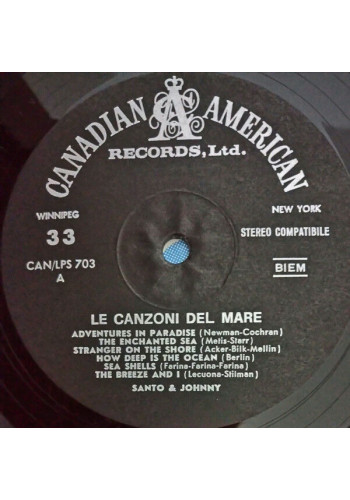 CANADIAN AMERICAN
RECORDS, Ltd.
WINNIPEG
NEW YORK
33
STEREO COMPATIBILE
CAN/LPS 703
BIEM
A
LE CANZONI DEL MARE
ADVENTURES IN PARADISE (Newman-Cochran)
THE ENCHANTED SEA (Metis-Starr)
STRANGER ON THE SHORE (Acker-Bilk-Mellin)
HOW DEEP IS THE OCEAN (Berlin)
SEA SHELLS (Farina-Farina-Farina)
THE BREEZE AND I (Lecuona-Stilman)
SANTO & JOHNNY